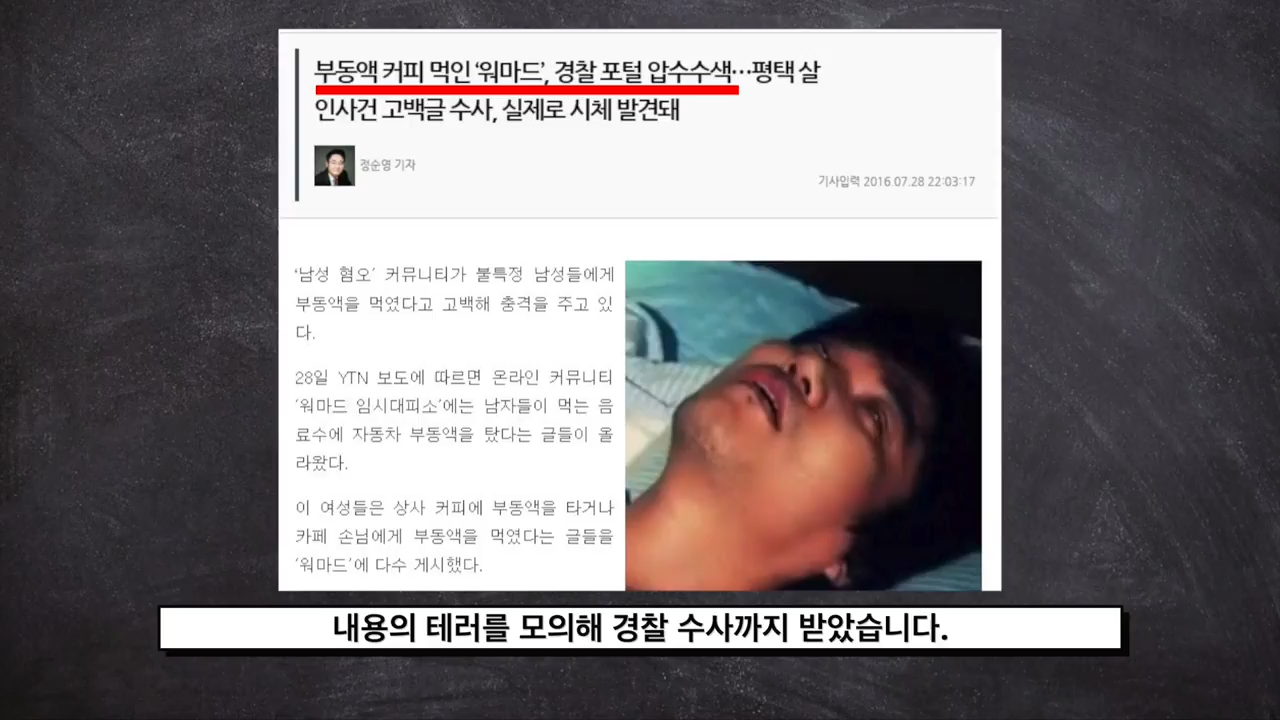 부동액 커피 먹인 ‘워마드’, 경찰 포털 압수수색…평택 살
인사건 고백글 수사, 실제로 시체 발견돼
정순영 기자
기사입력 2016.07.28 22:03:17
‘남성 혐오’ 커뮤니티가 불특정 남성들에게
부동액을 먹였다고 고백해 충격을 주고 있
다.
28일 YTN 보도에 따르면 온라인 커뮤니티
‘워마드 임시대피소’에는 남자들이 먹는 음
료수에 자동차 부동액을 탔다는 글들이 올
라왔다.
이 여성들은 상사 커피에 부동액을 타거나
카페 손님에게 부동액을 먹였다는 글들을
‘워마드’에 다수 게시했다.
내용의 테러를 모의해 경찰 수사까지 받았습니다.